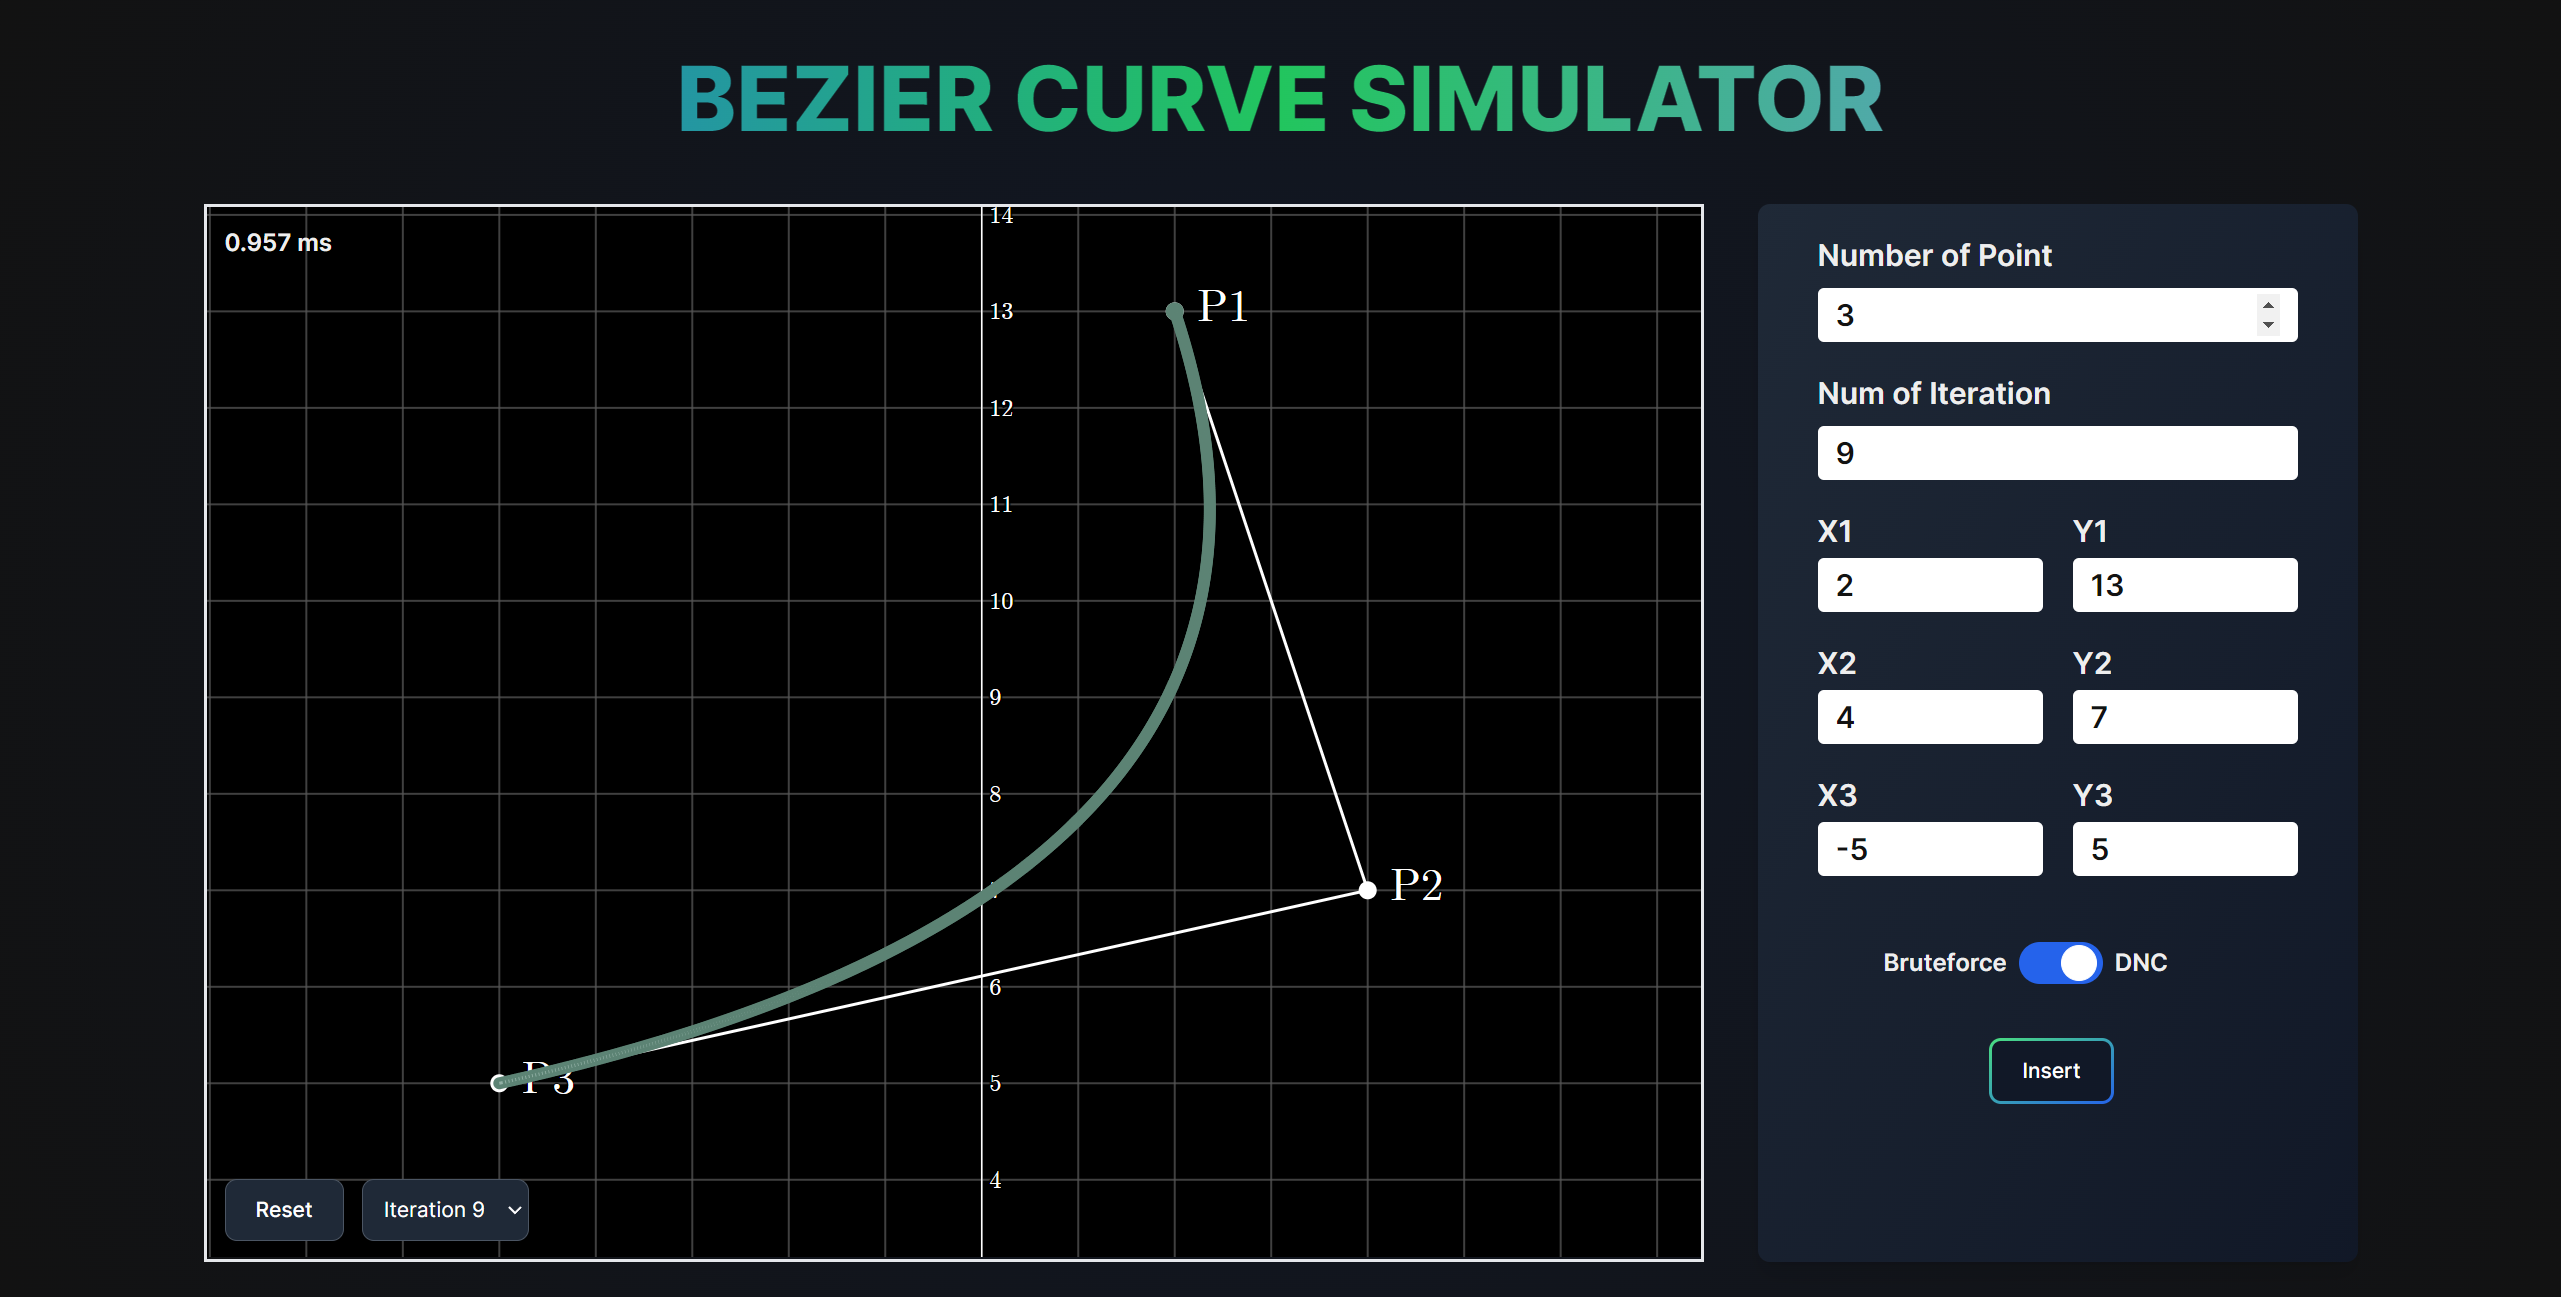 BEZIER CURVE SIMULATOR
0.957 ms
14
13
12
11
10
9
8
6
5
4
P1
P2
P3
Reset
Iteration 9
Number of Point
3
Num of Iteration
9
X1 Y1
2 13
X2 Y2
4 7
X3 Y3
-5 5
Bruteforce DNC
Insert